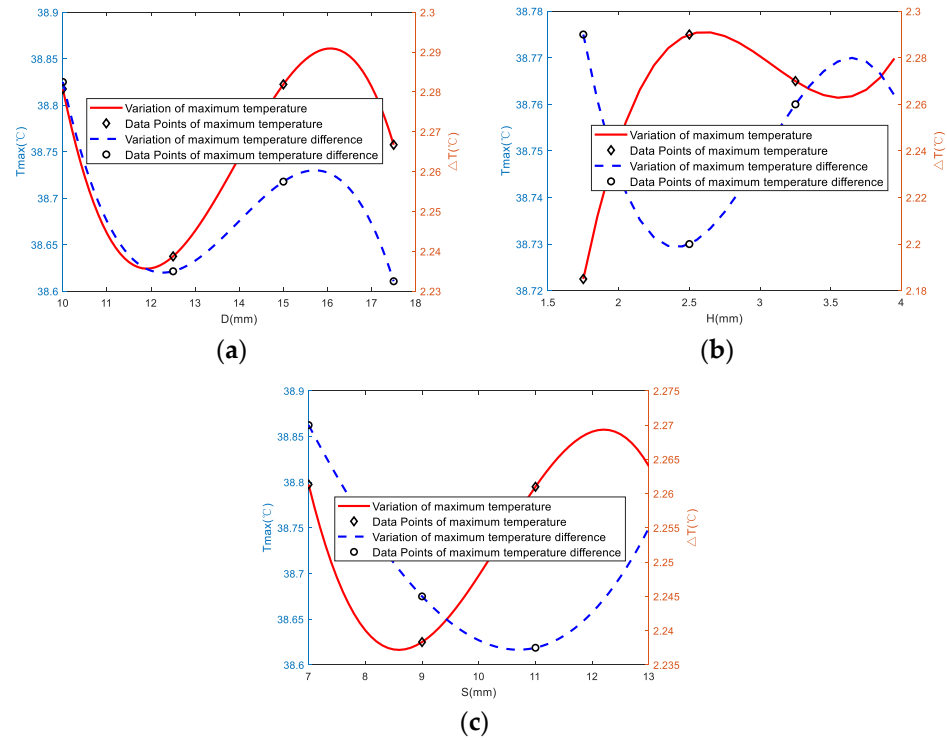 38.9
38.85
38.8
38.75
38.7
38.65
38.6
Tmax(℃)
2.3
2.29
2.28
2.27
2.26
2.25
2.24
2.23
△T(℃)
Variation of maximum temperature
Data Points of maximum temperature
Variation of maximum temperature difference
Data Points of maximum temperature difference
10 11 12 13 14 15 16 17 18
D(mm)
(a)
38.78
38.77
38.76
38.75
38.74
38.73
38.72
Tmax(℃)
2.3
2.28
2.26
2.24
2.22
2.2
2.18
△T(℃)
Variation of maximum temperature
Data Points of maximum temperature
Variation of maximum temperature difference
Data Points of maximum temperature difference
1.5 2 2.5 3 3.5 4
H(mm)
(b)
38.9
38.85
38.8
38.75
38.7
38.65
38.6
Tmax(℃)
2.275
2.27
2.265
2.26
2.255
2.25
2.245
2.24
2.235
△T(℃)
Variation of maximum temperature
Data Points of maximum temperature
Variation of maximum temperature difference
Data Points of maximum temperature difference
7 8 9 10 11 12 13
S(mm)
(c)